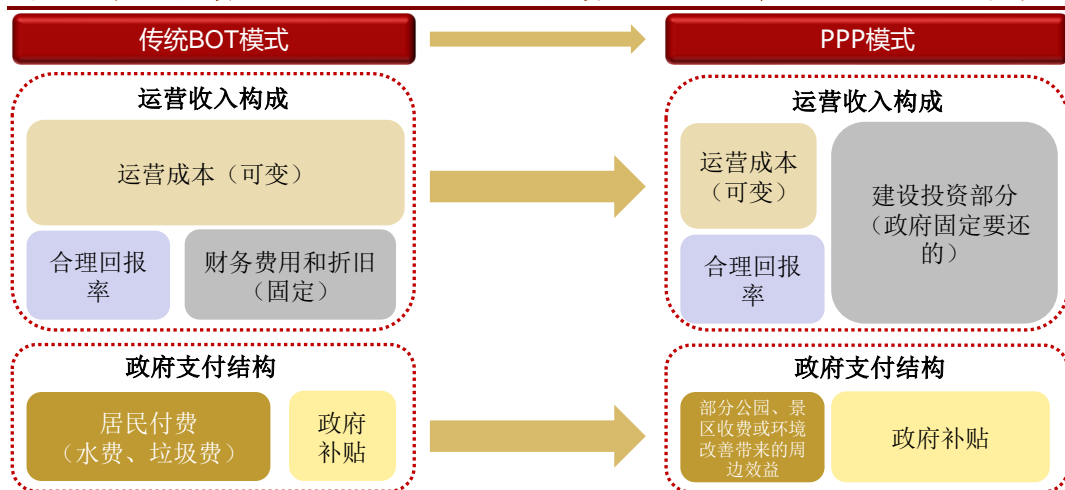 传统BOT模式
PPP模式
运营收入构成
运营成本（可变）
合理回报
率
财务费用和折旧
（固定）
运营收入构成
运营成本
（可变）
合理回报
率
建设投资部分
（政府固定要还
的）
政府支付结构
居民付费
（水费、垃圾费）
政府
补贴
政府支付结构
部分公园、景
区收费或环境
改善带来的周
边效益
政府补贴